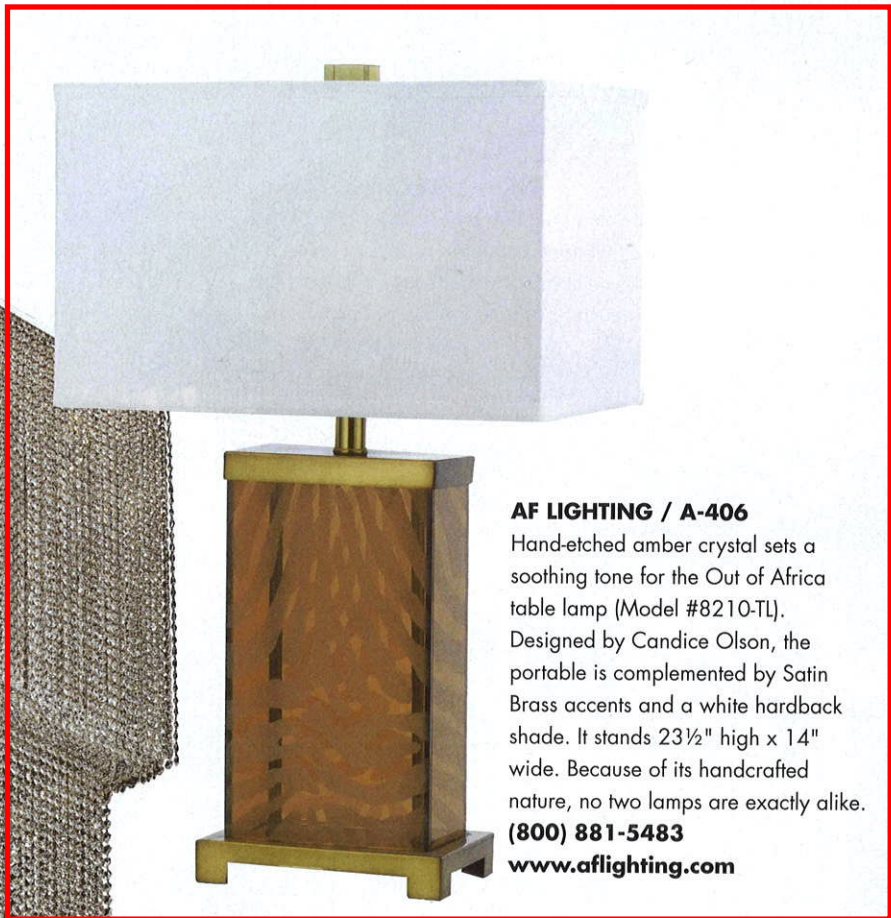 AF LIGHTING / A-406
Hand-etched amber crystal sets a
soothing tone for the Out of Africa
table lamp (Model #8210-TL).
Designed by Candice Olson, the
portable is complemented by Satin
Brass accents and a white hardback
shade. It stands 23½" high x 14"
wide. Because of its handcrafted
nature, no two lamps are exactly alike.
(800) 881-5483
www.aflighting.com